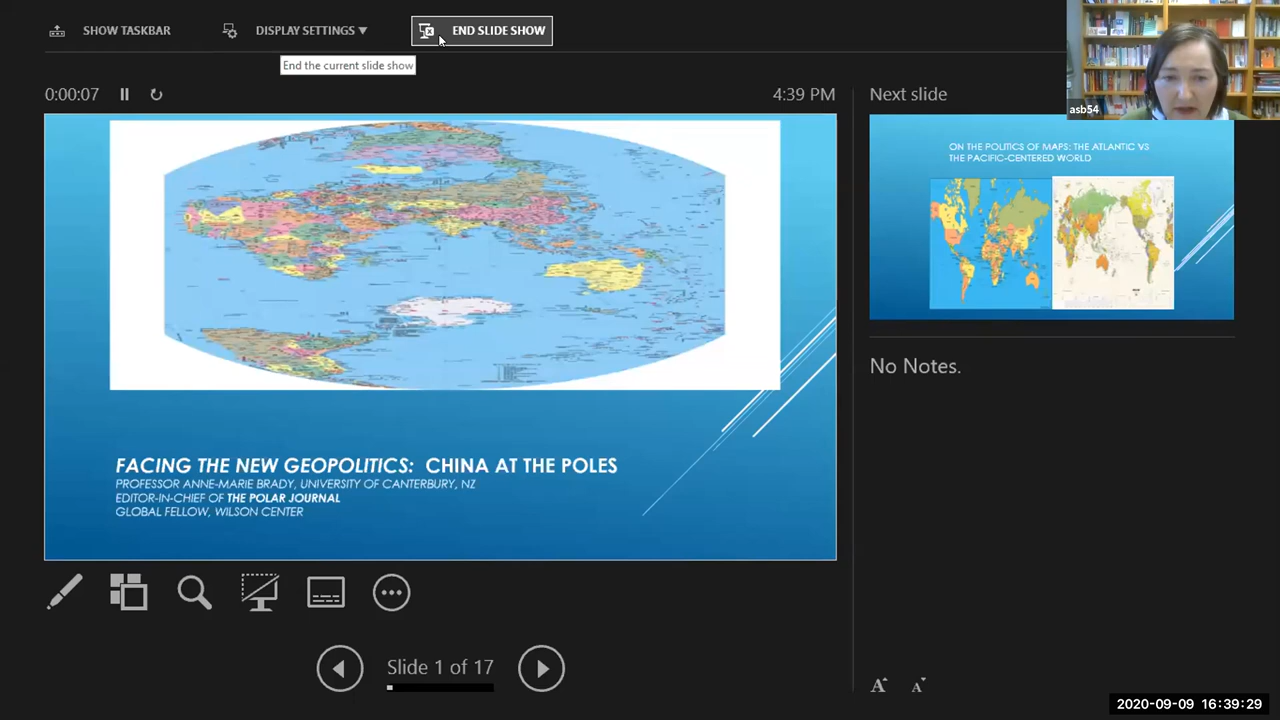 SHOW TASKBAR
DISPLAY SETTINGS ▼
END SLIDE SHOW
End the current slide show
asb54
0:00:07
4:39 PM
Next slide
ON THE POLITICS OF MAPS: THE ATLANTIC VS
THE PACIFIC-CENTERED WORLD
No Notes.
FACING THE NEW GEOPOLITICS: CHINA AT THE POLES
PROFESSOR ANNE-MARIE BRADY, UNIVERSITY OF CANTERBURY, NZ
EDITOR-IN-CHIEF OF THE POLAR JOURNAL
GLOBAL FELLOW, WILSON CENTER
Slide 1 of 17
A A
2020-09-09 16:39:29